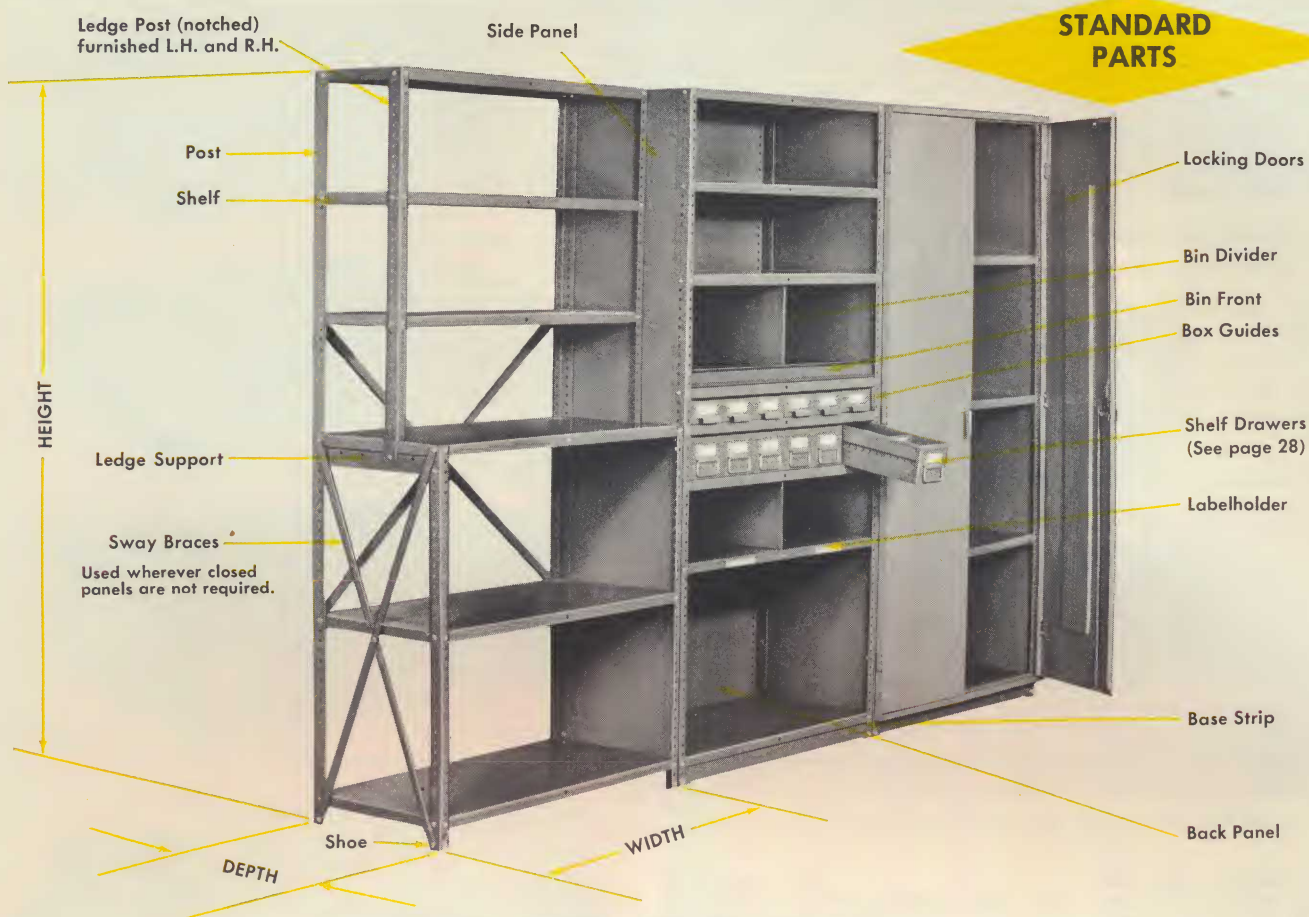 STANDARD
PARTS
Ledge Post (notched)
furnished L.H. and R.H.
Side Panel
Post
Shelf
HEIGHT
Ledge Support
Sway Braces
Used wherever closed
panels are not required.
Shoe
DEPTH
WIDTH
Locking Doors
Bin Divider
Bin Front
Box Guides
Shelf Drawers
(See page 28)
Labelholder
Base Strip
Back Panel